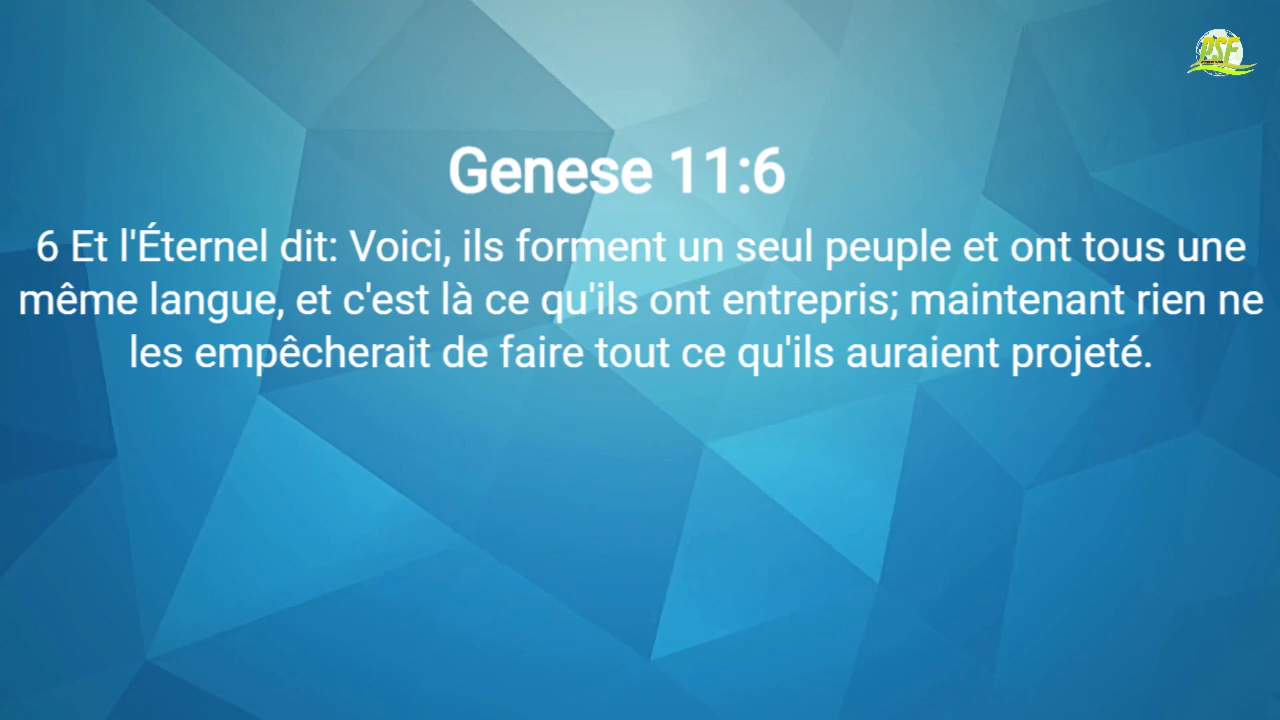 PSF
Genese 11:6
6 Et l'Éternel dit: Voici, ils forment un seul peuple et ont tous une
même langue, et c'est là ce qu'ils ont entrepris; maintenant rien ne
les empêcherait de faire tout ce qu'ils auraient projeté.